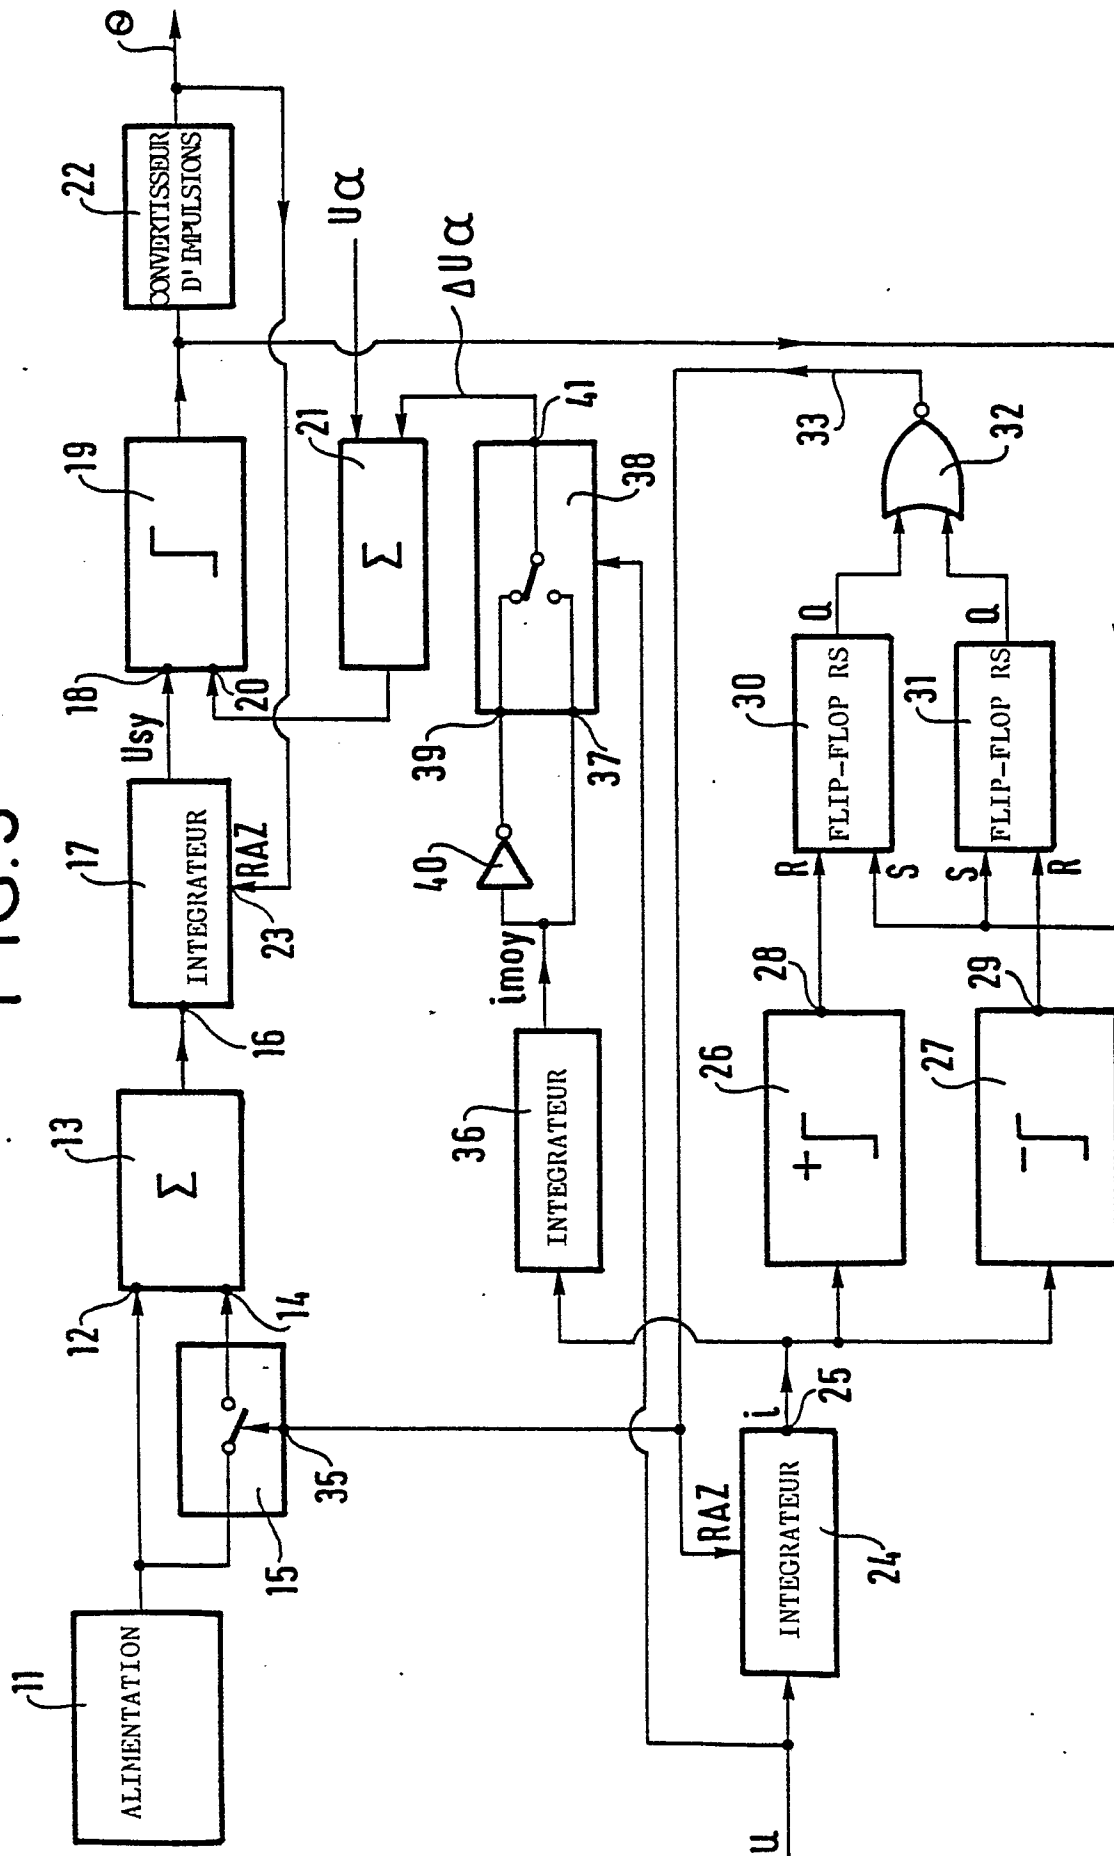 11
ALIMENTATION
15
35
12
14
13
Σ
16
17
INTEGRATEUR
RAZ
23
Usy
18
20
19
22
CONVERTISSEUR
D'IMPULSIONS
Θ
21
Σ
Uα
ΔUα
36
INTEGRATEUR
imoy
40
39
37
38
41
u
INTEGRATEUR
24
RAZ
i
25
26
+
28
27
-
29
R
S
30
FLIP-FLOP RS
Q
S
R
31
FLIP-FLOP RS
Q
32
33